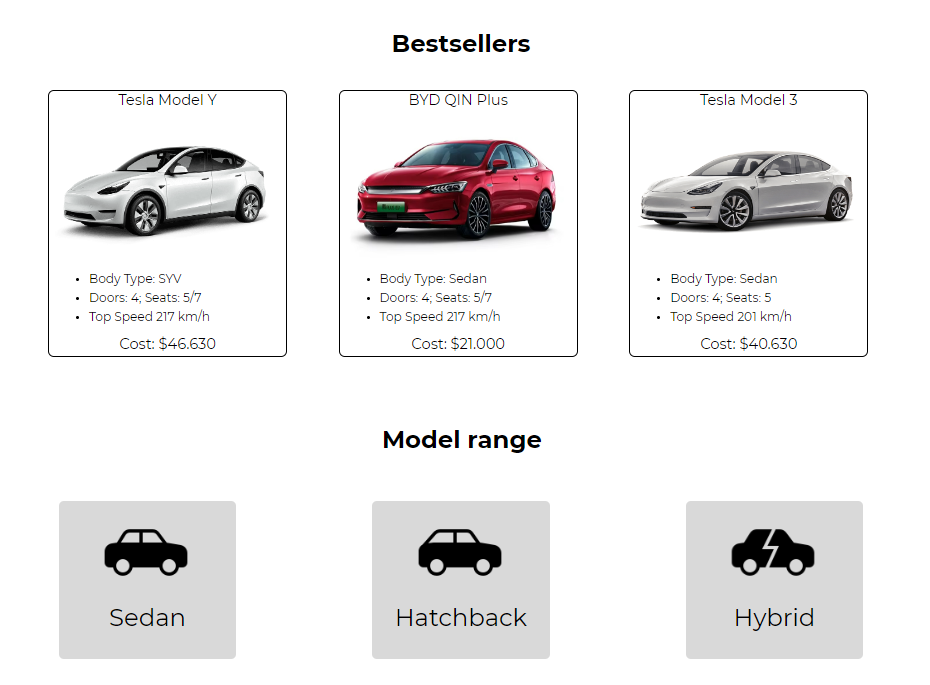 Bestsellers
Tesla Model Y
BYD QIN Plus
Tesla Model 3
Body Type: SYV
Doors: 4; Seats: 5/7
Top Speed 217 km/h
Cost: $46.630
Body Type: Sedan
Doors: 4; Seats: 5/7
Top Speed 217 km/h
Cost: $21.000
Body Type: Sedan
Doors: 4; Seats: 5
Top Speed 201 km/h
Cost: $40.630
Model range
Sedan
Hatchback
Hybrid